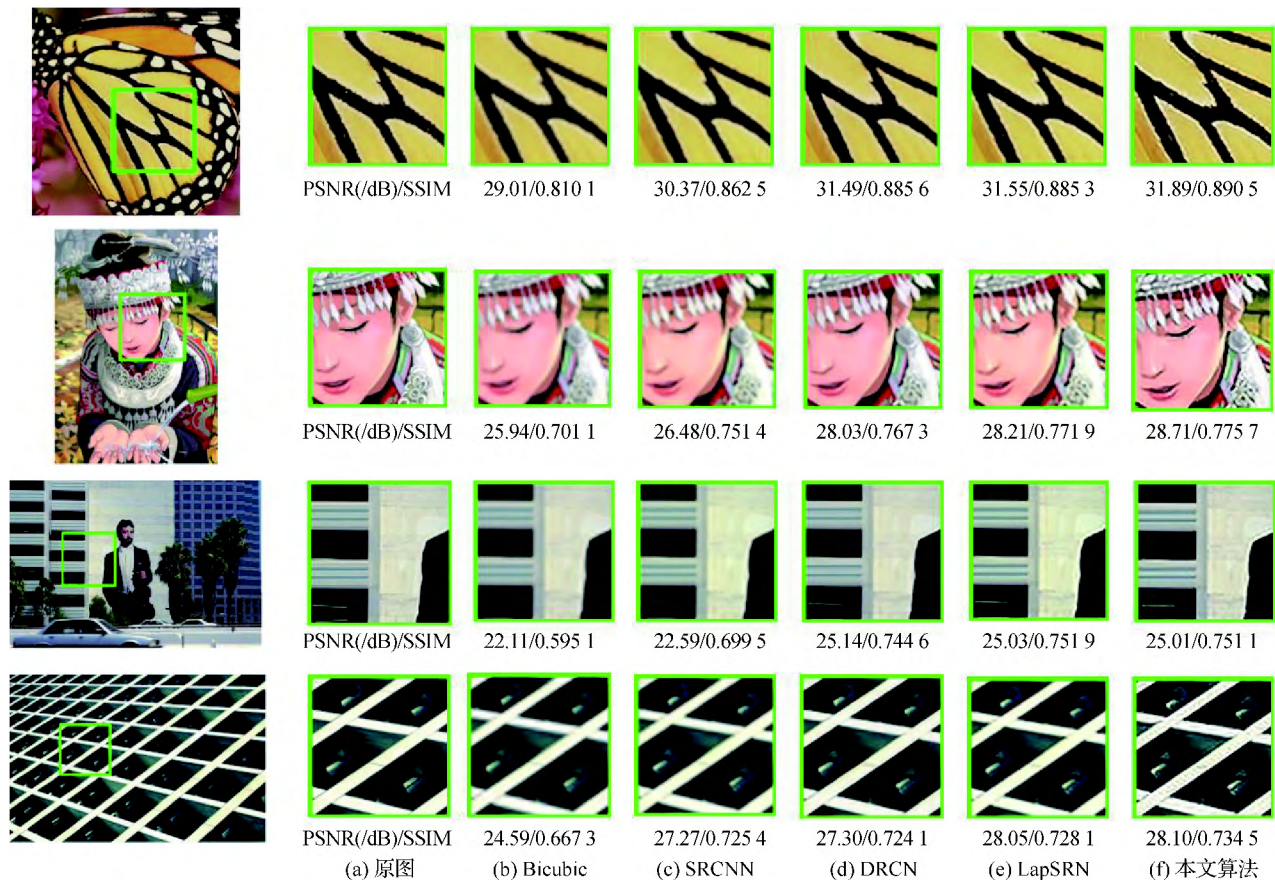 PSNR(/dB)/SSIM 29.01/0.810 1 30.37/0.862 5 31.49/0.885 6 31.55/0.885 3 31.89/0.890 5
PSNR(/dB)/SSIM 25.94/0.701 1 26.48/0.751 4 28.03/0.767 3 28.21/0.771 9 28.71/0.775 7
PSNR(/dB)/SSIM 22.11/0.595 1 22.59/0.699 5 25.14/0.744 6 25.03/0.751 9 25.01/0.751 1
PSNR(/dB)/SSIM 24.59/0.667 3 27.27/0.725 4 27.30/0.724 1 28.05/0.728 1 28.10/0.734 5
(a) 原图 (b) Bicubic (c) SRCNN (d) DRCN (e) LapSRN (f) 本文算法